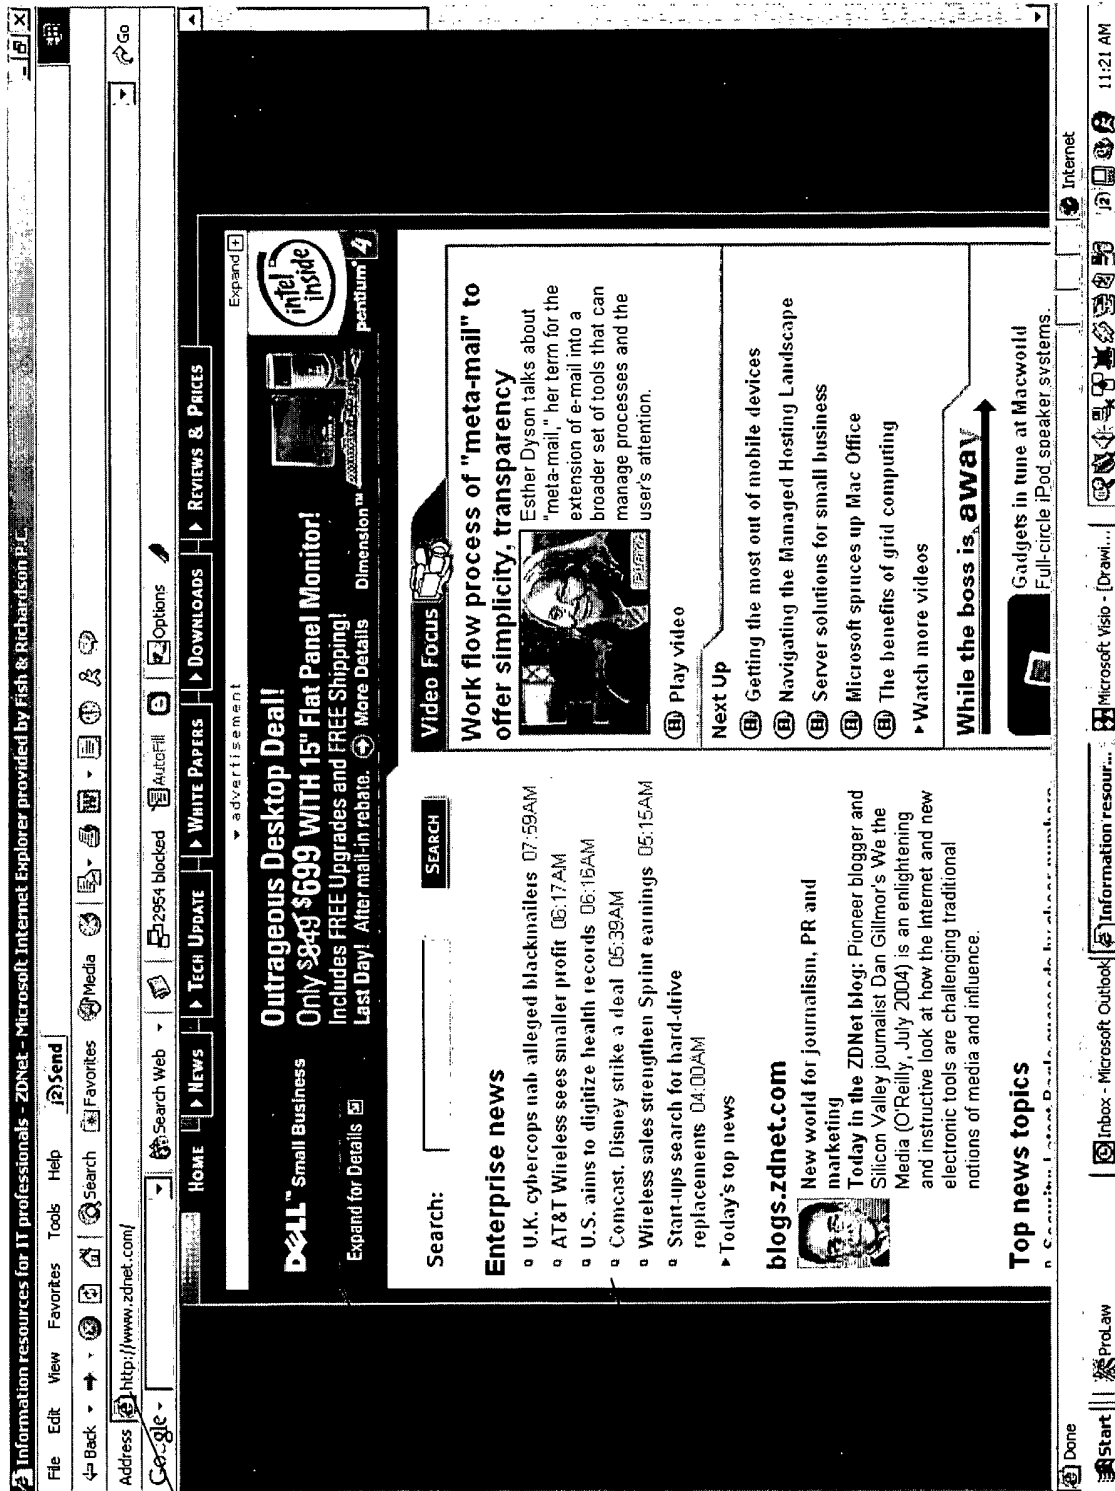 Information resources for IT professionals - ZDNet - Microsoft Internet Explorer provided by Fish & Richardson P.C.
File Edit View Favorites Tools Help j2 Send
Back Search Favorites Media
Address http://www.zdnet.com/ Go
Google Search Web 2954 blocked AutoFill Options
HOME NEWS TECH UPDATE WHITE PAPERS DOWNLOADS REVIEWS & PRICES
advertisement Expand +
DELL™ Small Business
Expand for Details
Outrageous Desktop Deal!
Only $849 $699 WITH 15" Flat Panel Monitor!
Includes FREE Upgrades and FREE Shipping!
Last Day! After mail-in rebate. More Details Dimension™
intel inside
pentium 4
Search: SEARCH
Enterprise news
U.K. cybercops nab alleged blackmailers 07:59AM
AT&T Wireless sees smaller profit 06:17AM
U.S. aims to digitize health records 06:16AM
Comcast, Disney strike a deal 05:39AM
Wireless sales strengthen Sprint earnings 05:15AM
Start-ups search for hard-drive
replacements 04:00AM
Today's top news
blogs.zdnet.com
New world for journalism, PR and
marketing
Today in the ZDNet blog: Pioneer blogger and
Silicon Valley journalist Dan Gillmor's We the
Media (O'Reilly, July 2004) is an enlightening
and instructive look at how the Internet and new
electronic tools are challenging traditional
notions of media and influence.
Top news topics
Video Focus
Work flow process of "meta-mail" to
offer simplicity, transparency
Esther Dyson talks about
"meta-mail," her term for the
extension of e-mail into a
broader set of tools that can
manage processes and the
user's attention.
Play video
Next Up
Getting the most out of mobile devices
Navigating the Managed Hosting Landscape
Server solutions for small business
Microsoft spruces up Mac Office
The benefits of grid computing
Watch more videos
While the boss is away
Gadgets in tune at Macworld
Full-circle iPod speaker systems.
Done Internet
Start ProLaw Inbox - Microsoft Outlook Information resour... Microsoft Visio - [Drawi... 11:21 AM